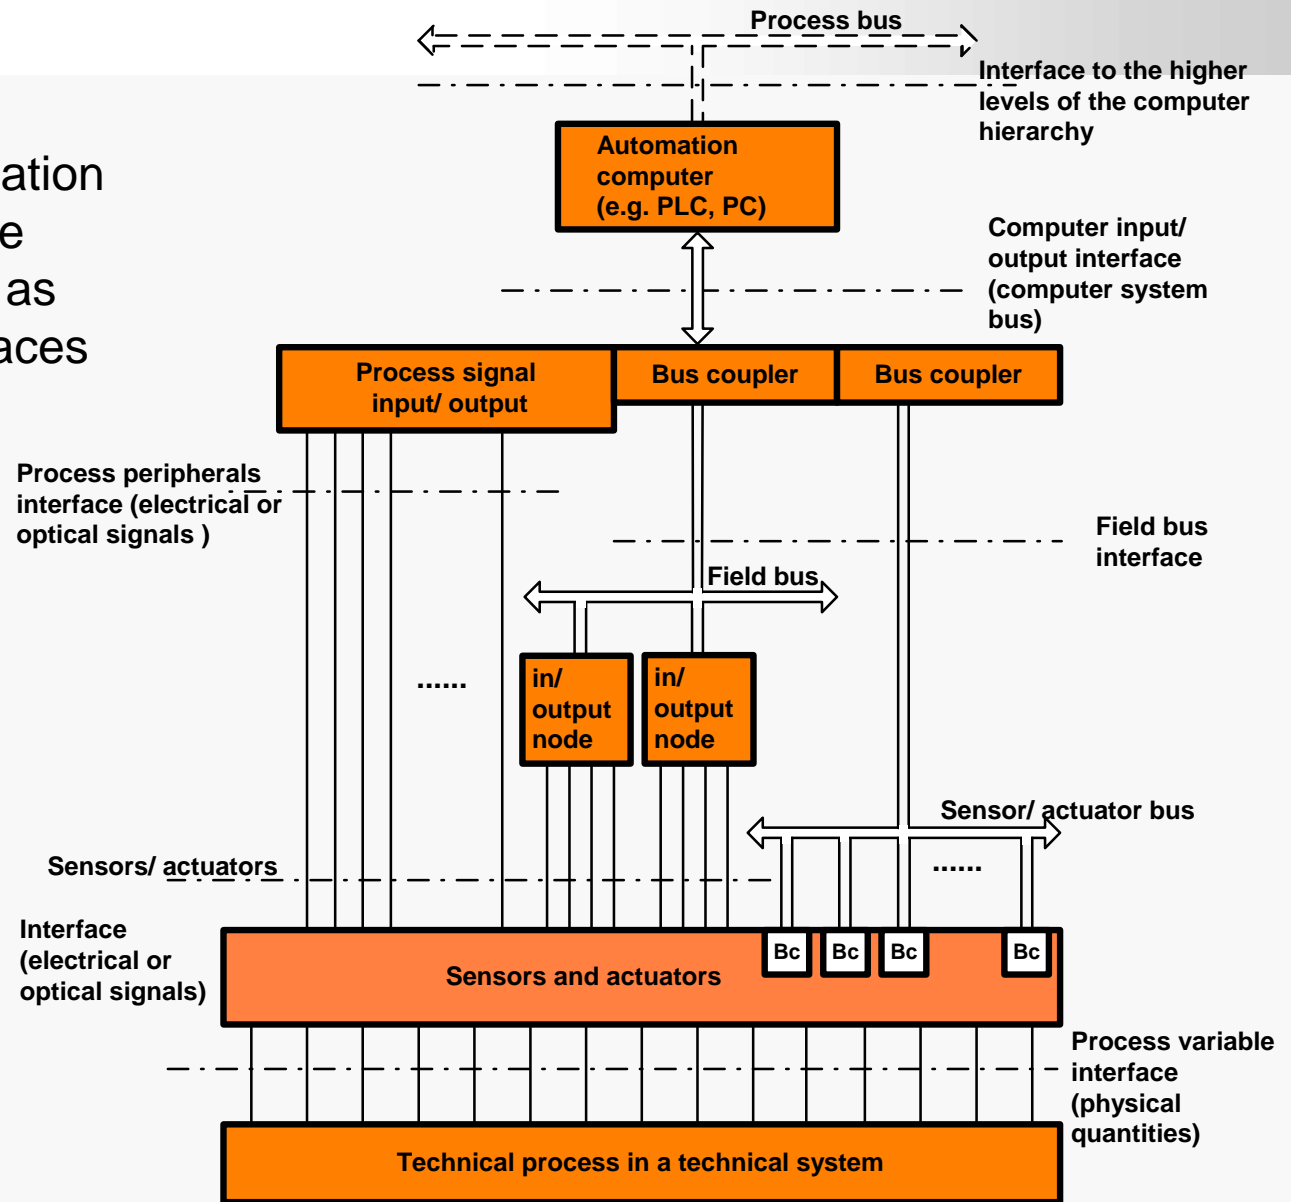 Process bus
Interface to the higher
levels of the computer
hierarchy
Automation
computer
(e.g. PLC, PC)
ation
e
as
aces
Computer input/
output interface
(computer system
bus)
Process signal
input/ output
Bus coupler
Bus coupler
Process peripherals
interface (electrical or
optical signals )
Field bus
interface
Field bus
......
in/
output
node
in/
output
node
Sensor/ actuator bus
......
Sensors/ actuators
Interface
(electrical or
optical signals)
Bc
Bc
Bc
Bc
Sensors and actuators
Process variable
interface
(physical
quantities)
Technical process in a technical system